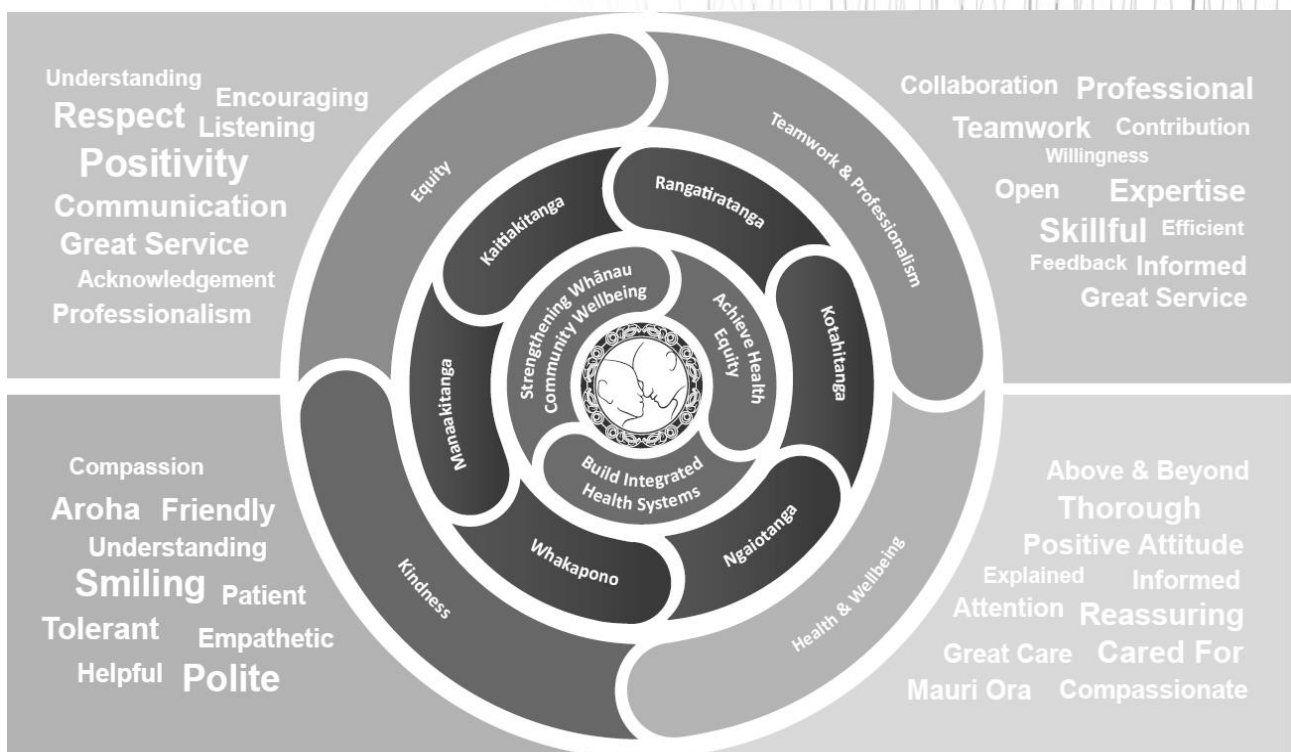 Understanding
Respect Encouraging
Listening
Positivity
Communication
Great Service
Acknowledgement
Professionalism
Collaboration Professional
Teamwork Contribution
Willingness
Open Expertise
Skillful Efficient
Feedback Informed
Great Service
Equity
Teamwork & Professionalism
Kaitiakitanga
Rangatiratanga
Strengthening Whānau
Community Wellbeing
Achieve Health
Equity
Kotahitanga
Manaakitanga
Build Integrated
Health Systems
Whakapono
Ngaiotanga
Kindness
Health & Wellbeing
Compassion
Aroha Friendly
Understanding
Smiling Patient
Tolerant Empathetic
Helpful Polite
Above & Beyond
Thorough
Positive Attitude
Explained Informed
Attention Reassuring
Great Care Cared For
Mauri Ora Compassionate